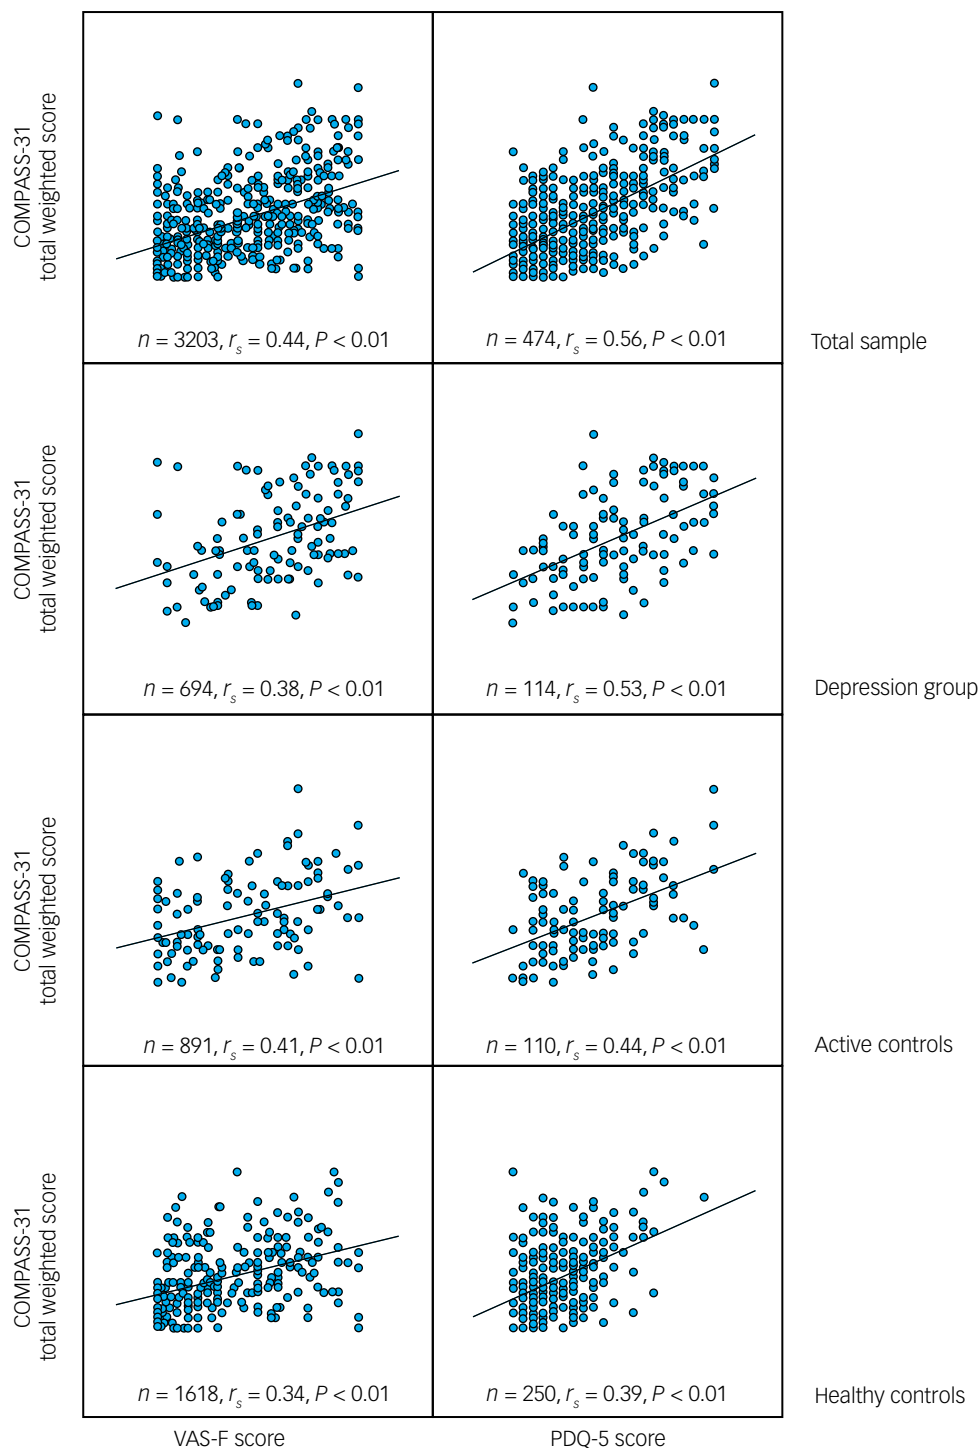 COMPASS-31
total weighted score
n = 3203, rs = 0.44, P < 0.01
n = 474, rs = 0.56, P < 0.01
Total sample
COMPASS-31
total weighted score
n = 694, rs = 0.38, P < 0.01
n = 114, rs = 0.53, P < 0.01
Depression group
COMPASS-31
total weighted score
n = 891, rs = 0.41, P < 0.01
n = 110, rs = 0.44, P < 0.01
Active controls
COMPASS-31
total weighted score
n = 1618, rs = 0.34, P < 0.01
n = 250, rs = 0.39, P < 0.01
Healthy controls
VAS-F score
PDQ-5 score